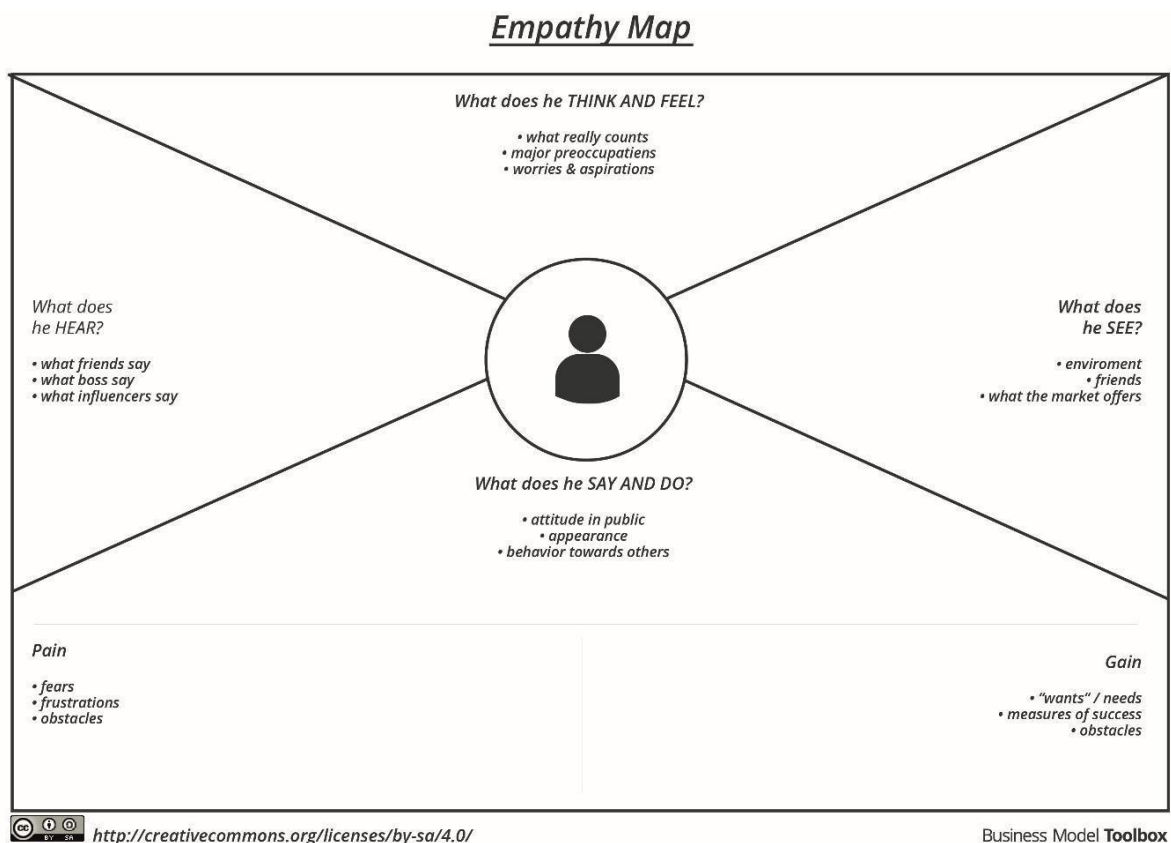 Empathy Map
What does he THINK AND FEEL?
• what really counts
• major preoccupatiens
• worries & aspirations
What does
he HEAR?
• what friends say
• what boss say
• what influencers say
What does
he SEE?
• enviroment
• friends
• what the market offers
What does he SAY AND DO?
• attitude in public
• appearance
• behavior towards others
Pain
• fears
• frustrations
• obstacles
Gain
• “wants“ / needs
• measures of success
• obstacles
cc BY SA
http://creativecommons.org/licenses/by-sa/4.0/
Business Model Toolbox